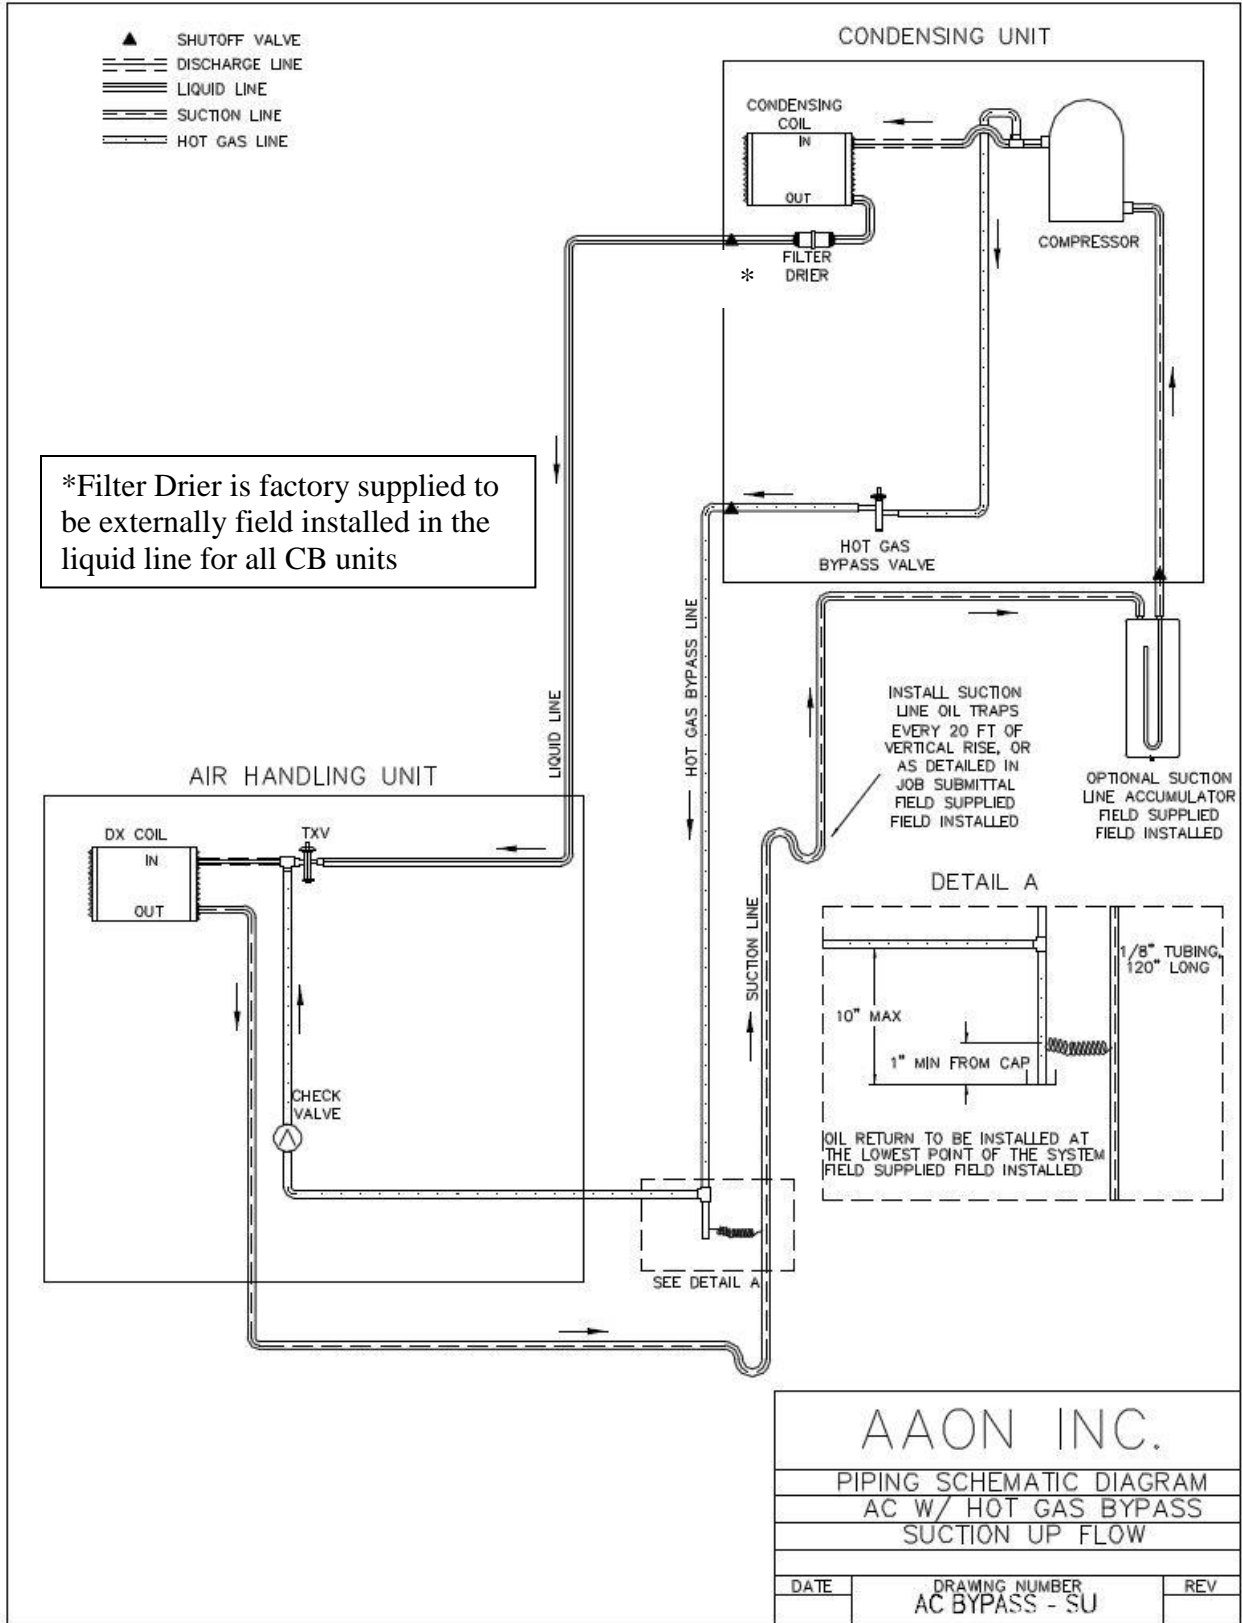 SHUTOFF VALVE
DISCHARGE LINE
LIQUID LINE
SUCTION LINE
HOT GAS LINE
CONDENSING UNIT
CONDENSING
COIL
IN
OUT
COMPRESSOR
FILTER
DRIER
*
*Filter Drier is factory supplied to
be externally field installed in the
liquid line for all CB units
HOT GAS
BYPASS VALVE
LIQUID LINE
HOT GAS BYPASS LINE
INSTALL SUCTION
LINE OIL TRAPS
EVERY 20 FT OF
VERTICAL RISE, OR
AS DETAILED IN
JOB SUBMITTAL
FIELD SUPPLIED
FIELD INSTALLED
OPTIONAL SUCTION
LINE ACCUMULATOR
FIELD SUPPLIED
FIELD INSTALLED
AIR HANDLING UNIT
DX COIL
IN
OUT
TXV
CHECK
VALVE
SUCTION LINE
SEE DETAIL A
DETAIL A
1/8" TUBING,
120" LONG
10" MAX
1" MIN FROM CAP
OIL RETURN TO BE INSTALLED AT
THE LOWEST POINT OF THE SYSTEM
FIELD SUPPLIED FIELD INSTALLED
AAON INC.
PIPING SCHEMATIC DIAGRAM
AC W/ HOT GAS BYPASS
SUCTION UP FLOW
DATE
DRAWING NUMBER
AC BYPASS - SU
REV